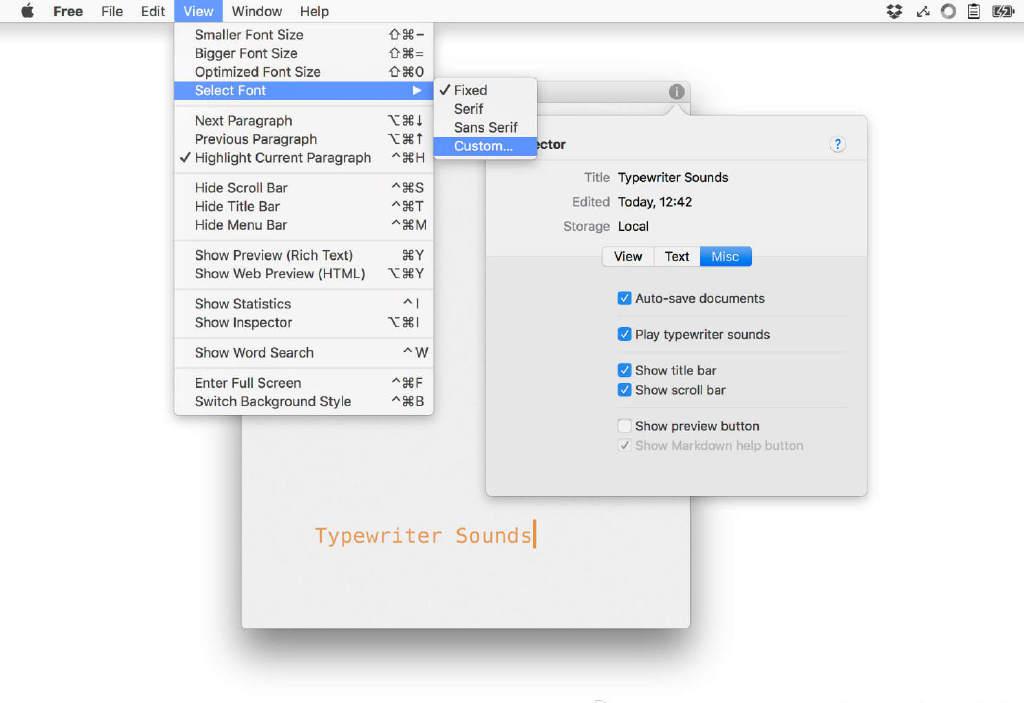 Free File Edit View Window Help
Smaller Font Size ⇧⌘−
Bigger Font Size ⇧⌘=
Optimized Font Size ⇧⌘0
Select Font ▶
Next Paragraph ⌥⌘↓
Previous Paragraph ⌥⌘↑
✓ Highlight Current Paragraph ^⌘H
Hide Scroll Bar ^⌘S
Hide Title Bar ^⌘T
Hide Menu Bar ^⌘M
Show Preview (Rich Text) ⌘Y
Show Web Preview (HTML) ⌥⌘Y
Show Statistics ^I
Show Inspector ⌥⌘I
Show Word Search ^W
Enter Full Screen ^⌘F
Switch Background Style ^⌘B
✓ Fixed
Serif
Sans Serif
Custom...
ector ?
Title Typewriter Sounds
Edited Today, 12:42
Storage Local
View Text Misc
Auto-save documents
Play typewriter sounds
Show title bar
Show scroll bar
Show preview button
Show Markdown help button
Typewriter Sounds